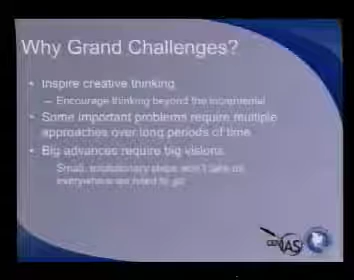 Why Grand Challenges?
• Inspire creative thinking
– Encourage thinking beyond the incremental
• Some important problems require multiple
approaches over long periods of time
• Big advances require big visions
Small, evolutionary steps won't take us
everywhere we need to go